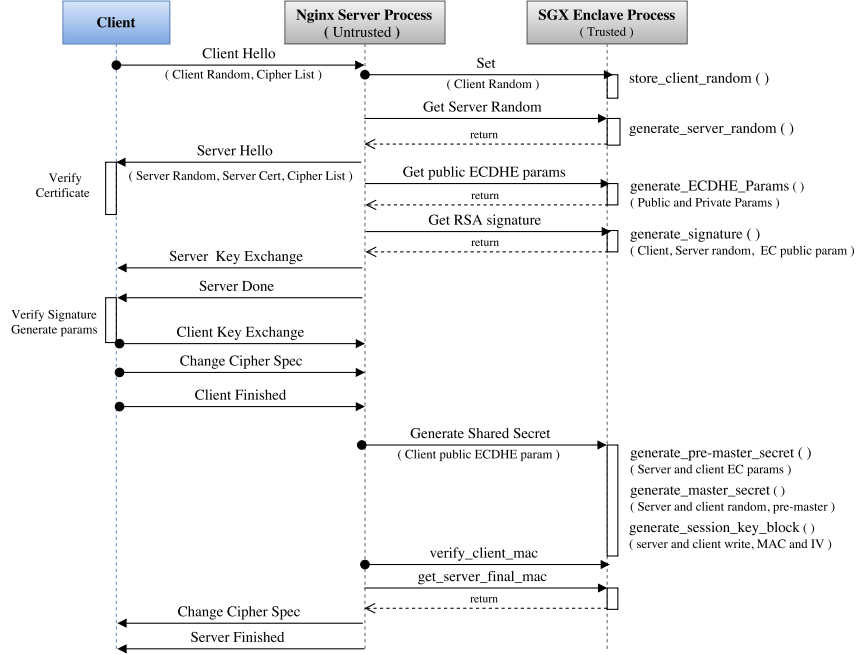 Client
Nginx Server Process
( Untrusted )
SGX Enclave Process
( Trusted )
Client Hello
( Client Random, Cipher List )
Set
( Client Random )
store_client_random ( )
Get Server Random
return
generate_server_random ( )
Server Hello
( Server Random, Server Cert, Cipher List )
Verify
Certificate
Get public ECDHE params
return
generate_ECDHE_Params ( )
( Public and Private Params )
Get RSA signature
return
generate_signature ( )
( Client, Server random, EC public param )
Server Key Exchange
Server Done
Verify Signature
Generate params
Client Key Exchange
Change Cipher Spec
Client Finished
Generate Shared Secret
( Client public ECDHE param )
generate_pre-master_secret ( )
( Server and client EC params )
generate_master_secret ( )
( Server and client random, pre-master )
generate_session_key_block ( )
( server and client write, MAC and IV )
verify_client_mac
get_server_final_mac
return
Change Cipher Spec
Server Finished